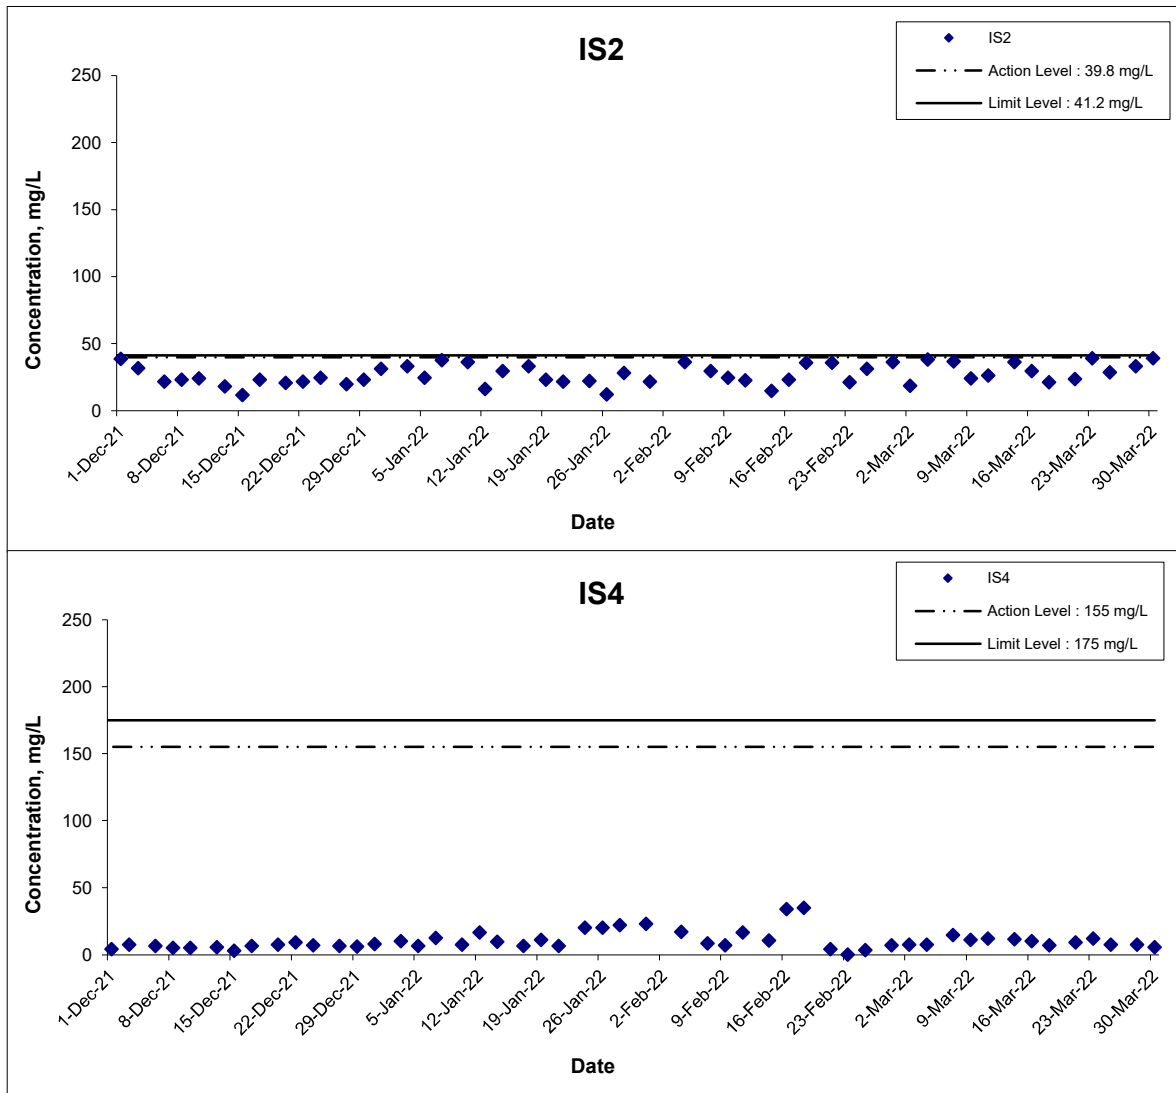 IS2
IS2
Action Level : 39.8 mg/L
Limit Level : 41.2 mg/L
Concentration, mg/L
250
200
150
100
50
0
1-Dec-21
8-Dec-21
15-Dec-21
22-Dec-21
29-Dec-21
5-Jan-22
12-Jan-22
19-Jan-22
26-Jan-22
2-Feb-22
9-Feb-22
16-Feb-22
23-Feb-22
2-Mar-22
9-Mar-22
16-Mar-22
23-Mar-22
30-Mar-22
Date
IS4
IS4
Action Level : 155 mg/L
Limit Level : 175 mg/L
Concentration, mg/L
250
200
150
100
50
0
1-Dec-21
8-Dec-21
15-Dec-21
22-Dec-21
29-Dec-21
5-Jan-22
12-Jan-22
19-Jan-22
26-Jan-22
2-Feb-22
9-Feb-22
16-Feb-22
23-Feb-22
2-Mar-22
9-Mar-22
16-Mar-22
23-Mar-22
30-Mar-22
Date